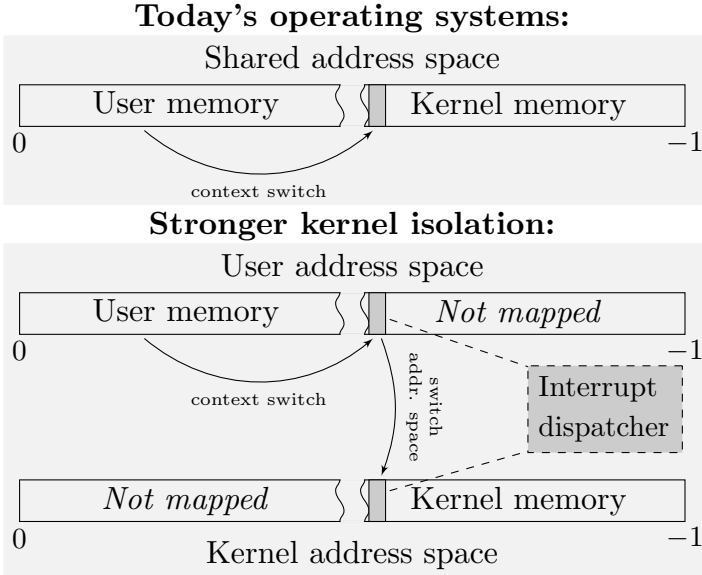 Today's operating systems:
Shared address space
User memory
Kernel memory
0
−1
context switch
Stronger kernel isolation:
User address space
User memory
Not mapped
0
−1
context switch
switch
addr. space
Interrupt
dispatcher
Not mapped
Kernel memory
0
−1
Kernel address space